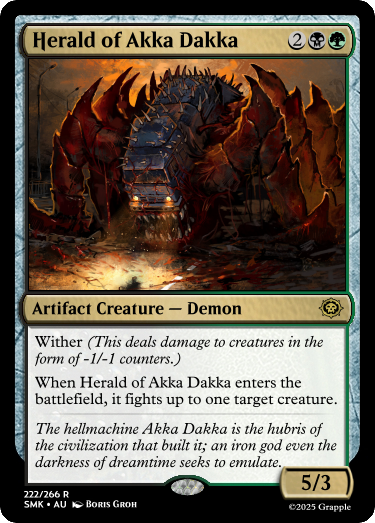 Herald of Akka Dakka 2
Artifact Creature — Demon
Wither (This deals damage to creatures in the
form of -1/-1 counters.)
When Herald of Akka Dakka enters the
battlefield, it fights up to one target creature.
The hellmachine Akka Dakka is the hubris of
the civilization that built it; an iron god even the
darkness of dreamtime seeks to emulate.
5/3
222/266 R
SMK • AU Boris Groh
©2025 Grapple